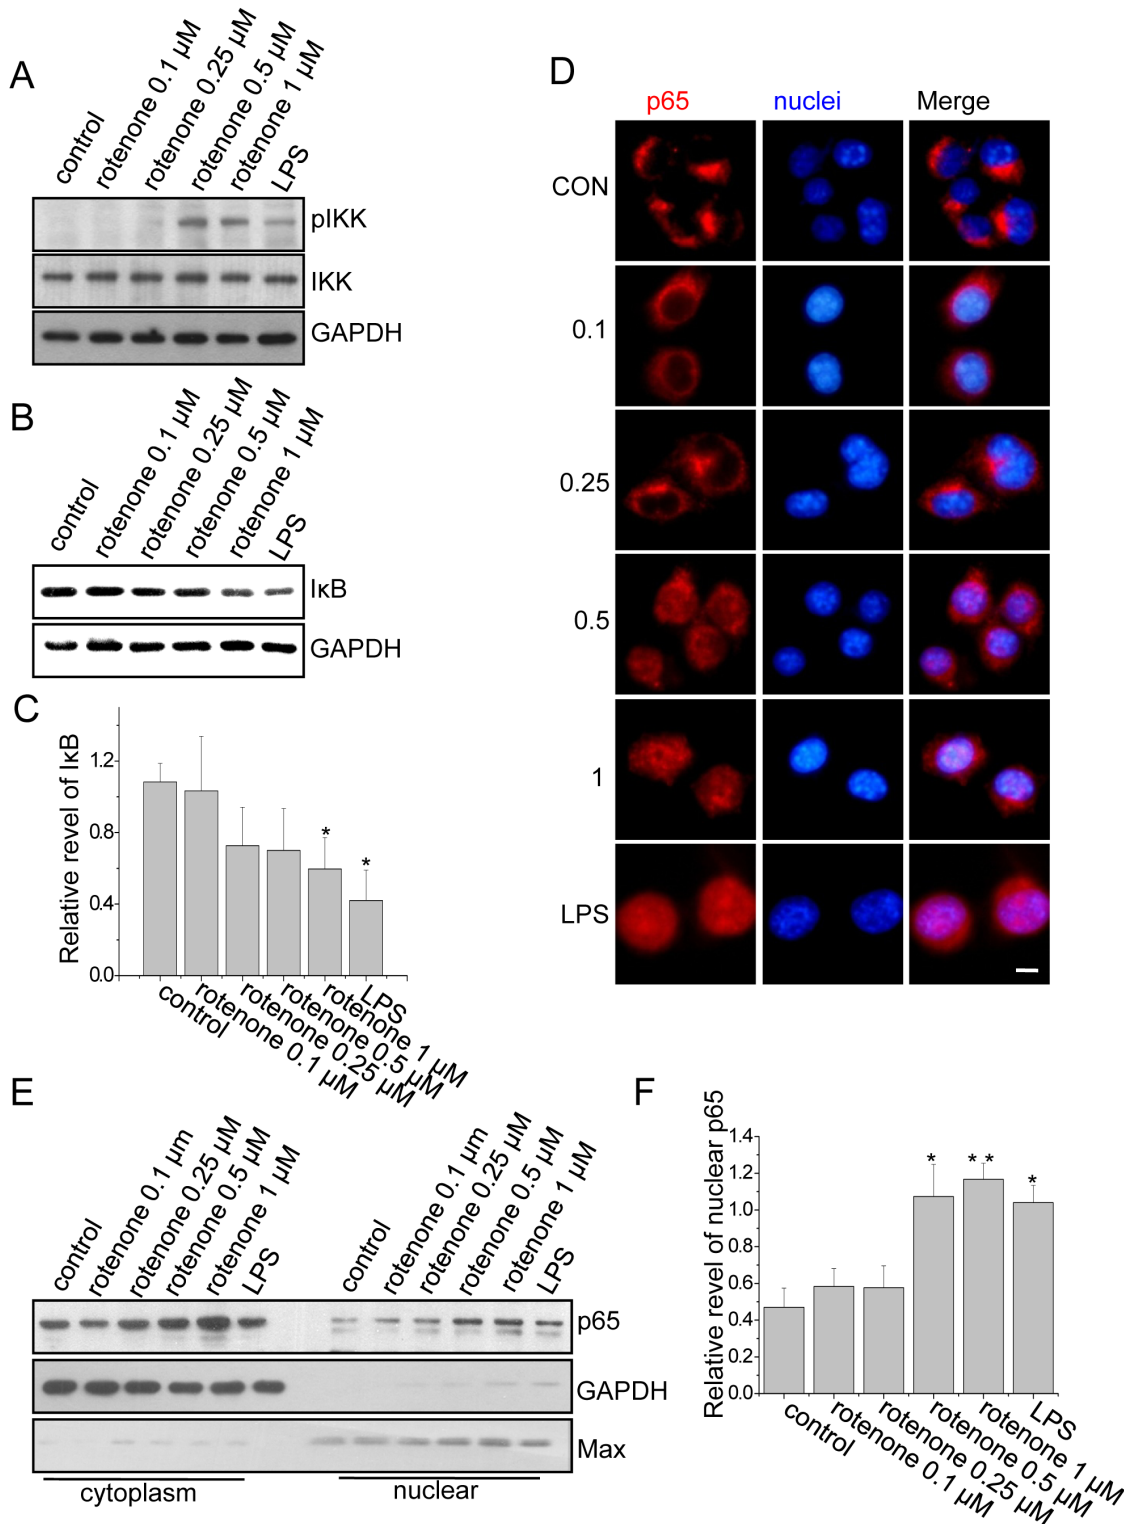 A
control
rotenone 0.1 µM
rotenone 0.25 µM
rotenone 0.5 µM
rotenone 1 µM
LPS
pIKK
IKK
GAPDH
B
control
rotenone 0.1 µM
rotenone 0.25 µM
rotenone 0.5 µM
rotenone 1 µM
LPS
IκB
GAPDH
C
Relative revel of IκB
1.2
0.8
0.4
0.0
control
rotenone 0.1 µM
rotenone 0.25 µM
rotenone 0.5 µM
rotenone 1 µM
LPS
*
*
D
p65 nuclei Merge
CON
0.1
0.25
0.5
1
LPS
E
control
rotenone 0.1 µm
rotenone 0.25 µM
rotenone 0.5 µM
rotenone 1 µM
LPS
control
rotenone 0.1 µm
rotenone 0.25 µM
rotenone 0.5 µM
rotenone 1 µM
LPS
p65
GAPDH
Max
cytoplasm
nuclear
F
Relative revel of nuclear p65
1.4
1.2
1.0
0.8
0.6
0.4
0.2
0.0
*
**
*
control
rotenone 0.1 µM
rotenone 0.25 µM
rotenone 0.5 µM
rotenone 1 µM
LPS